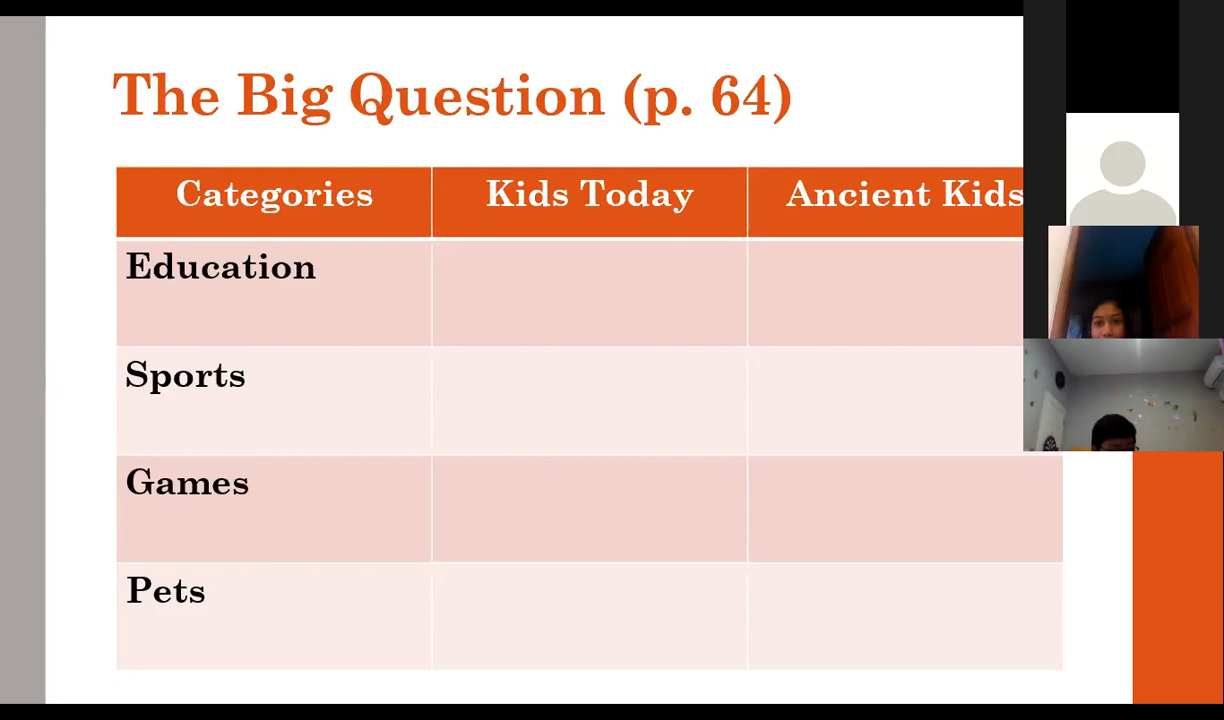 The Big Question (p. 64)
Categories Kids Today Ancient Kids
Education
Sports
Games
Pets